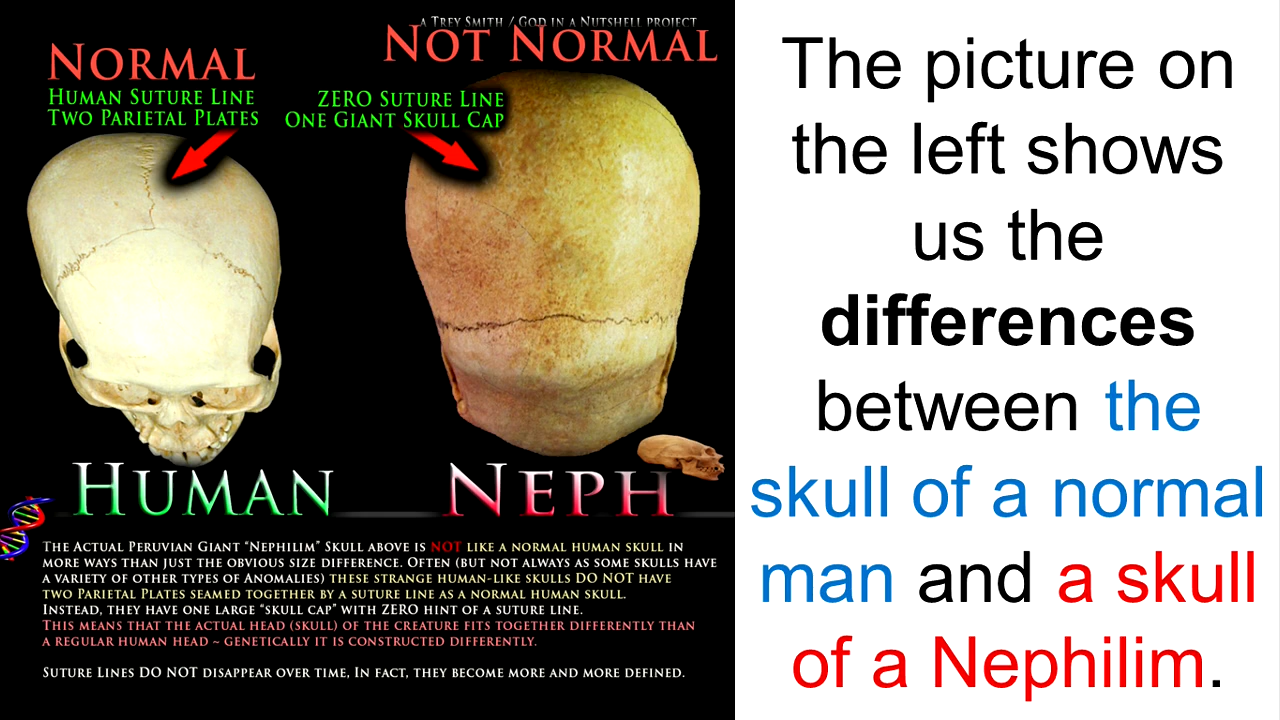 a Trey Smith / God in a Nutshell project
Normal
Human Suture Line
Two Parietal Plates
Not Normal
ZERO Suture Line
One Giant Skull Cap
Human
Neph
The Actual Peruvian Giant “Nephilim” Skull above is NOT like a normal human skull in
more ways than just the obvious size difference. Often (but not always as some skulls have
a variety of other types of Anomalies) these strange human-like skulls DO NOT have
two Parietal Plates seamed together by a suture line as a normal human skull.
Instead, they have one large “skull cap” with ZERO hint of a suture line.
This means that the actual head (skull) of the creature fits together differently than
a regular human head ~ genetically it is constructed differently.
Suture Lines DO NOT disappear over time, In fact, they become more and more defined.
The picture on
the left shows
us the
differences
between the
skull of a normal
man and a skull
of a Nephilim.